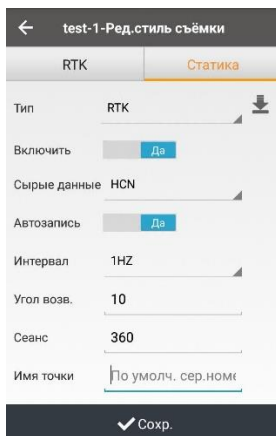 test-1-Ред.стиль съёмки
RTK Статика
Тип RTK
Включить Да
Сырые данные HCN
Автозапись Да
Интервал 1HZ
Угол возв. 10
Сеанс 360
Имя точки По умолч. сер.номе
Сохр.